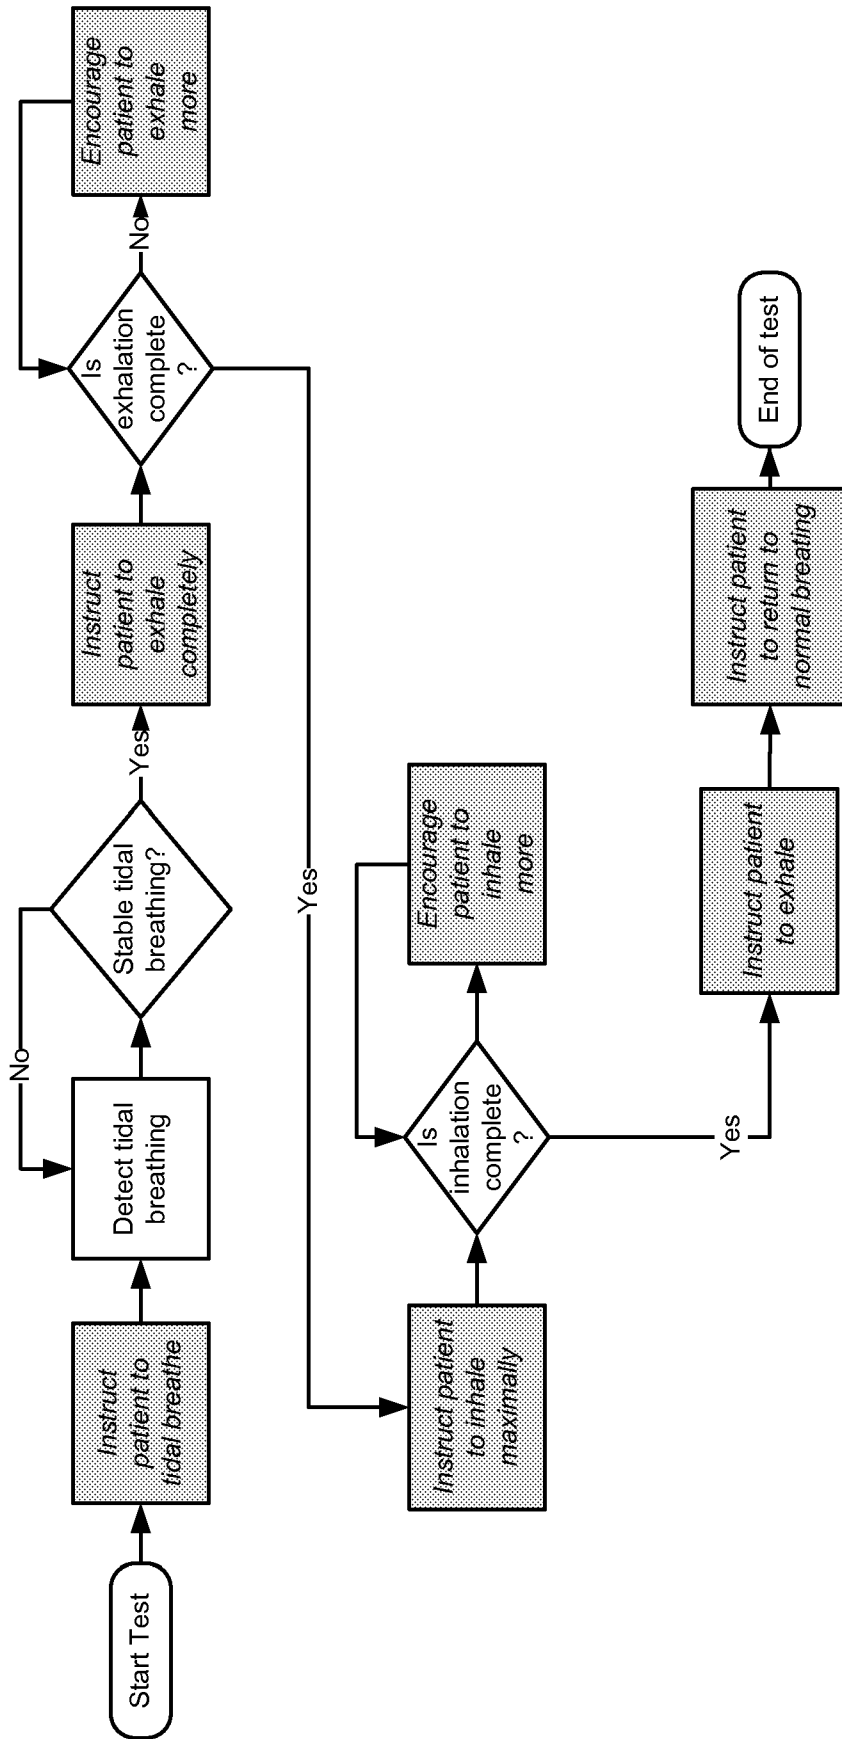 Start Test
Instruct
patient to
tidal breathe
Detect tidal
breathing
No
Stable tidal
breathing?
Yes
Instruct
patient to
exhale
completely
Is
exhalation
complete
?
No
Encourage
patient to
exhale
more
Yes
Instruct patient
to inhale
maximally
Is
inhalation
complete
?
Encourage
patient to
inhale
more
Yes
Instruct patient
to exhale
Instruct patient
to return to
normal breating
End of test